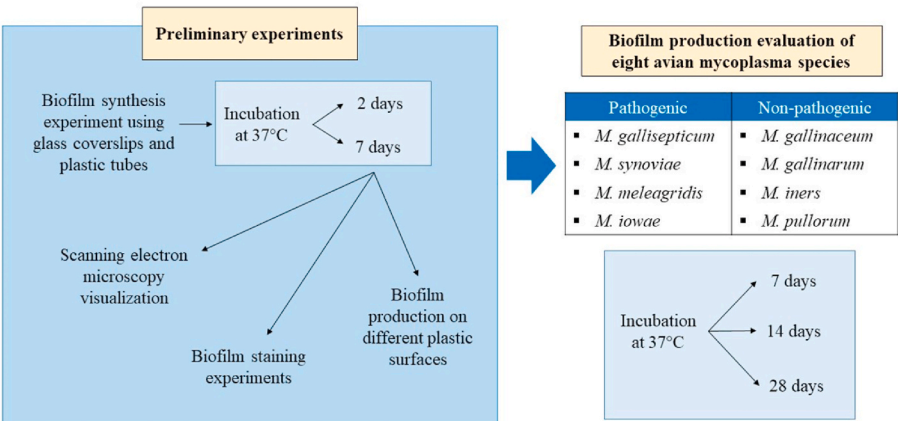 Preliminary experiments
Biofilm synthesis
experiment using
glass coverslips and
plastic tubes
Incubation
at 37°C
2 days
7 days
Scanning electron
microscopy
visualization
Biofilm staining
experiments
Biofilm
production on
different plastic
surfaces
Biofilm production evaluation of
eight avian mycoplasma species
Pathogenic Non-pathogenic
▪ M. gallisepticum ▪ M. gallinaceum
▪ M. synoviae ▪ M. gallinarum
▪ M. meleagridis ▪ M. iners
▪ M. iowae ▪ M. pullorum
Incubation
at 37°C
7 days
14 days
28 days